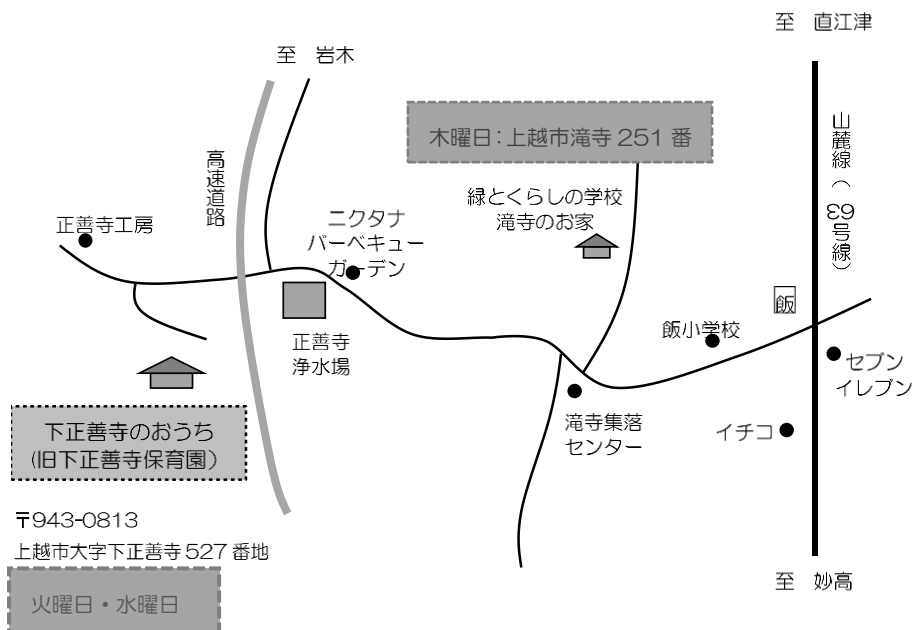 至 直江津
至 岩木
山麓線(63号線)
木曜日:上越市滝寺251番
高速道路
緑とくらしの学校
滝寺のお家
正善寺工房
ニクタナ
バーベキュー
ガーデン
飯
飯小学校
正善寺
浄水場
セブン
イレブン
滝寺集落
センター
イチコ
下正善寺のおうち
(旧下正善寺保育園)
〒943-0813
上越市大字下正善寺527番地
火曜日・水曜日
至 妙高